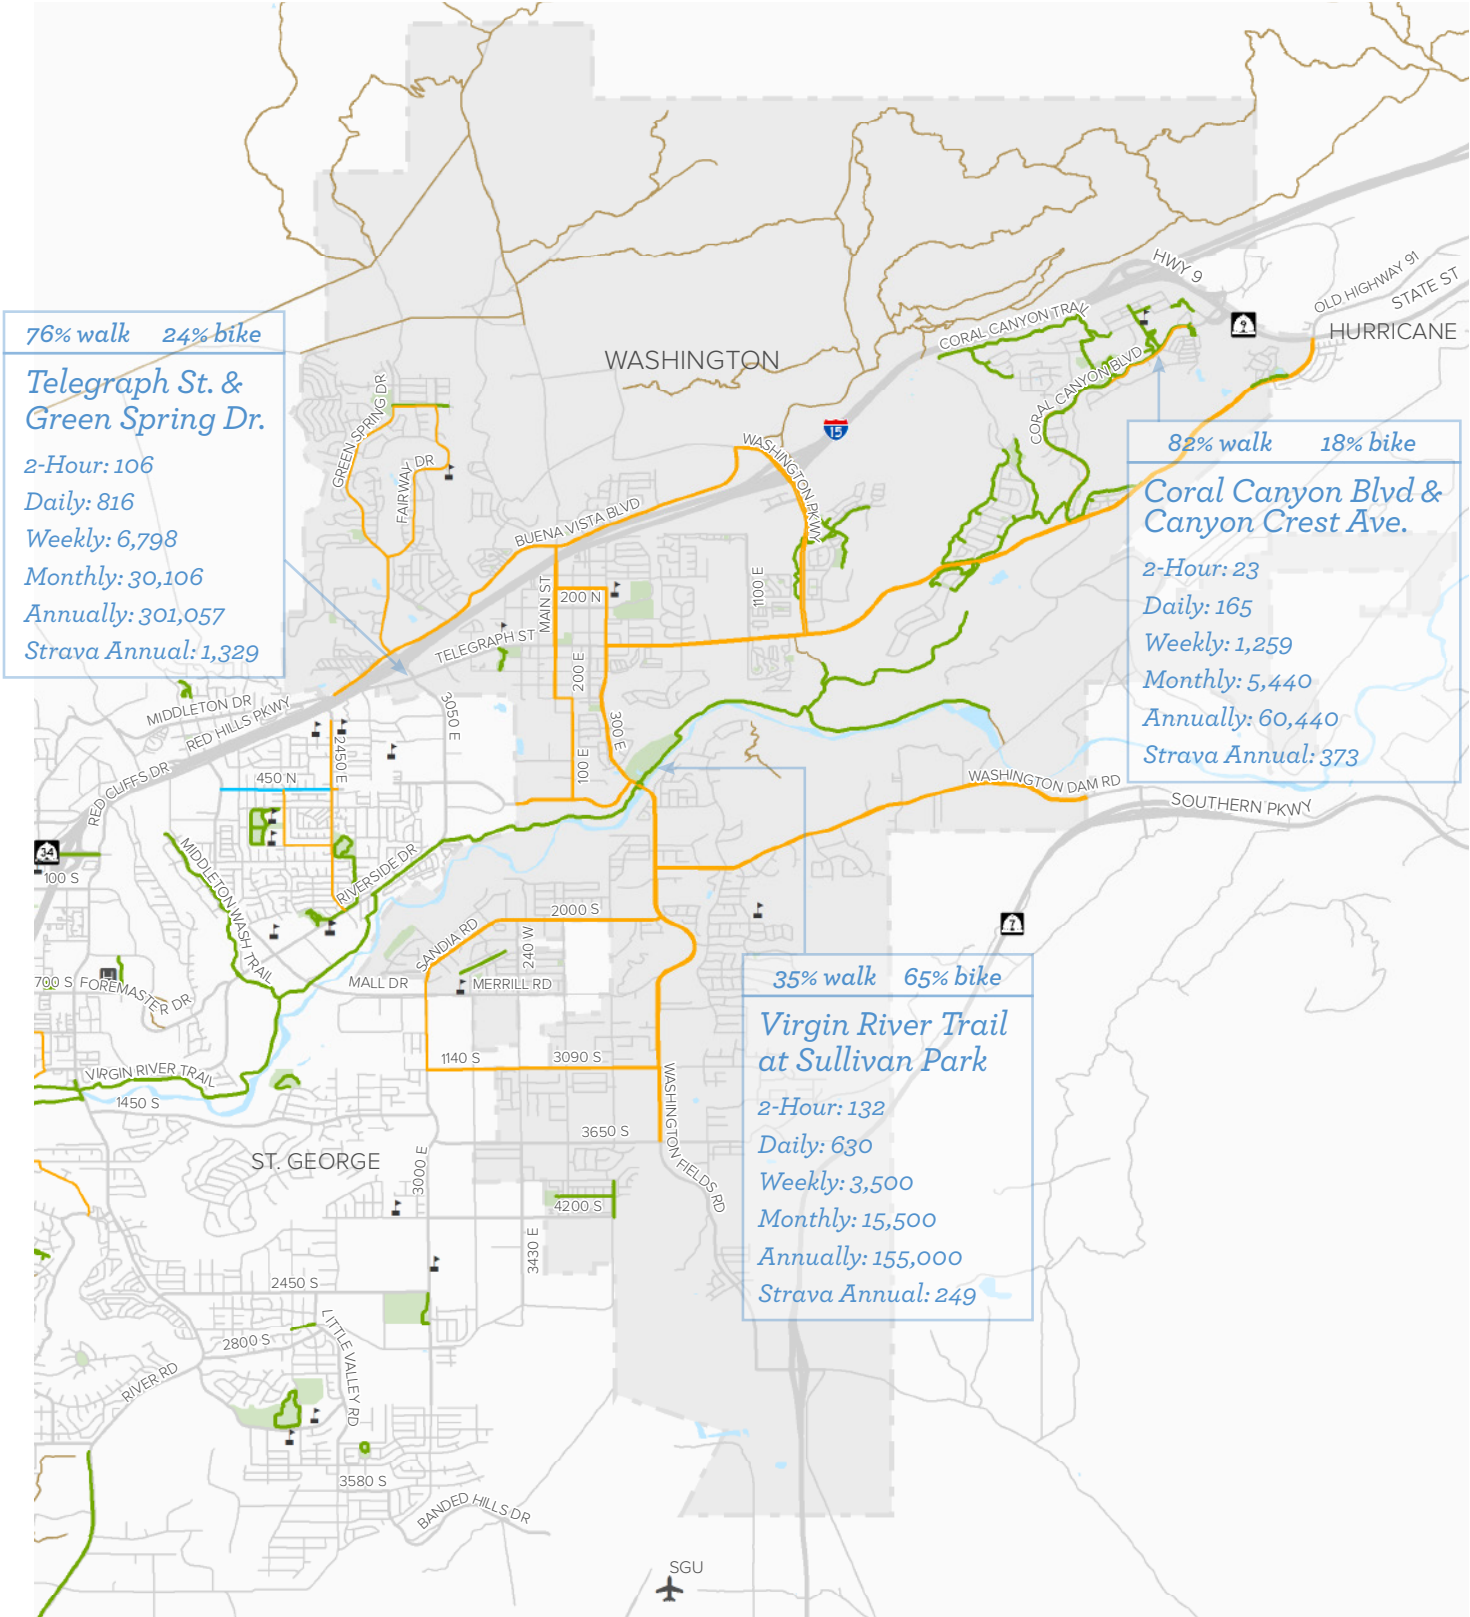 HWY 9
OLD HIGHWAY 91
STATE ST
CORAL CANYON TRAY
9
HURRICANE
76% walk 24% bike
Telegraph St. &
Green Spring Dr.
2-Hour: 106
Daily: 816
Weekly: 6,798
Monthly: 30,106
Annually: 301,057
Strava Annual: 1,329
WASHINGTON
GREEN SPRING DR
FAIRWAY DR
CORAL CANYON BLVD
15
WASHINGTON PKWY
BUENA VISTA BLVD
82% walk 18% bike
Coral Canyon Blvd &
Canyon Crest Ave.
2-Hour: 23
Daily: 165
Weekly: 1,259
Monthly: 5,440
Annually: 60,440
Strava Annual: 373
MAIN ST
200 N
1100 E
TELEGRAPH ST
200 E
MIDDLETON DR
RED HILLS PKWY
3050 E
300 E
2450 E
100 E
RED CLIFFS DR
450 N
WASHINGTON DAM RD
SOUTHERN PKWY
34
100 S
MIDDLETON WASH TRAIL
RIVERSIDE DR
2000 S
SANDIA RD
240 W
7
700 S
FOREMASTER DR
MALL DR
MERRILL RD
35% walk 65% bike
Virgin River Trail
at Sullivan Park
2-Hour: 132
Daily: 630
Weekly: 3,500
Monthly: 15,500
Annually: 155,000
Strava Annual: 249
1140 S
3090 S
VIRGIN RIVER TRAIL
1450 S
WASHINGTON FIELDS RD
3650 S
ST. GEORGE
3000 E
4200 S
3430 E
2450 S
2800 S
LITTLE VALLEY RD
RIVER RD
3580 S
BANDED HILLS DR
SGU